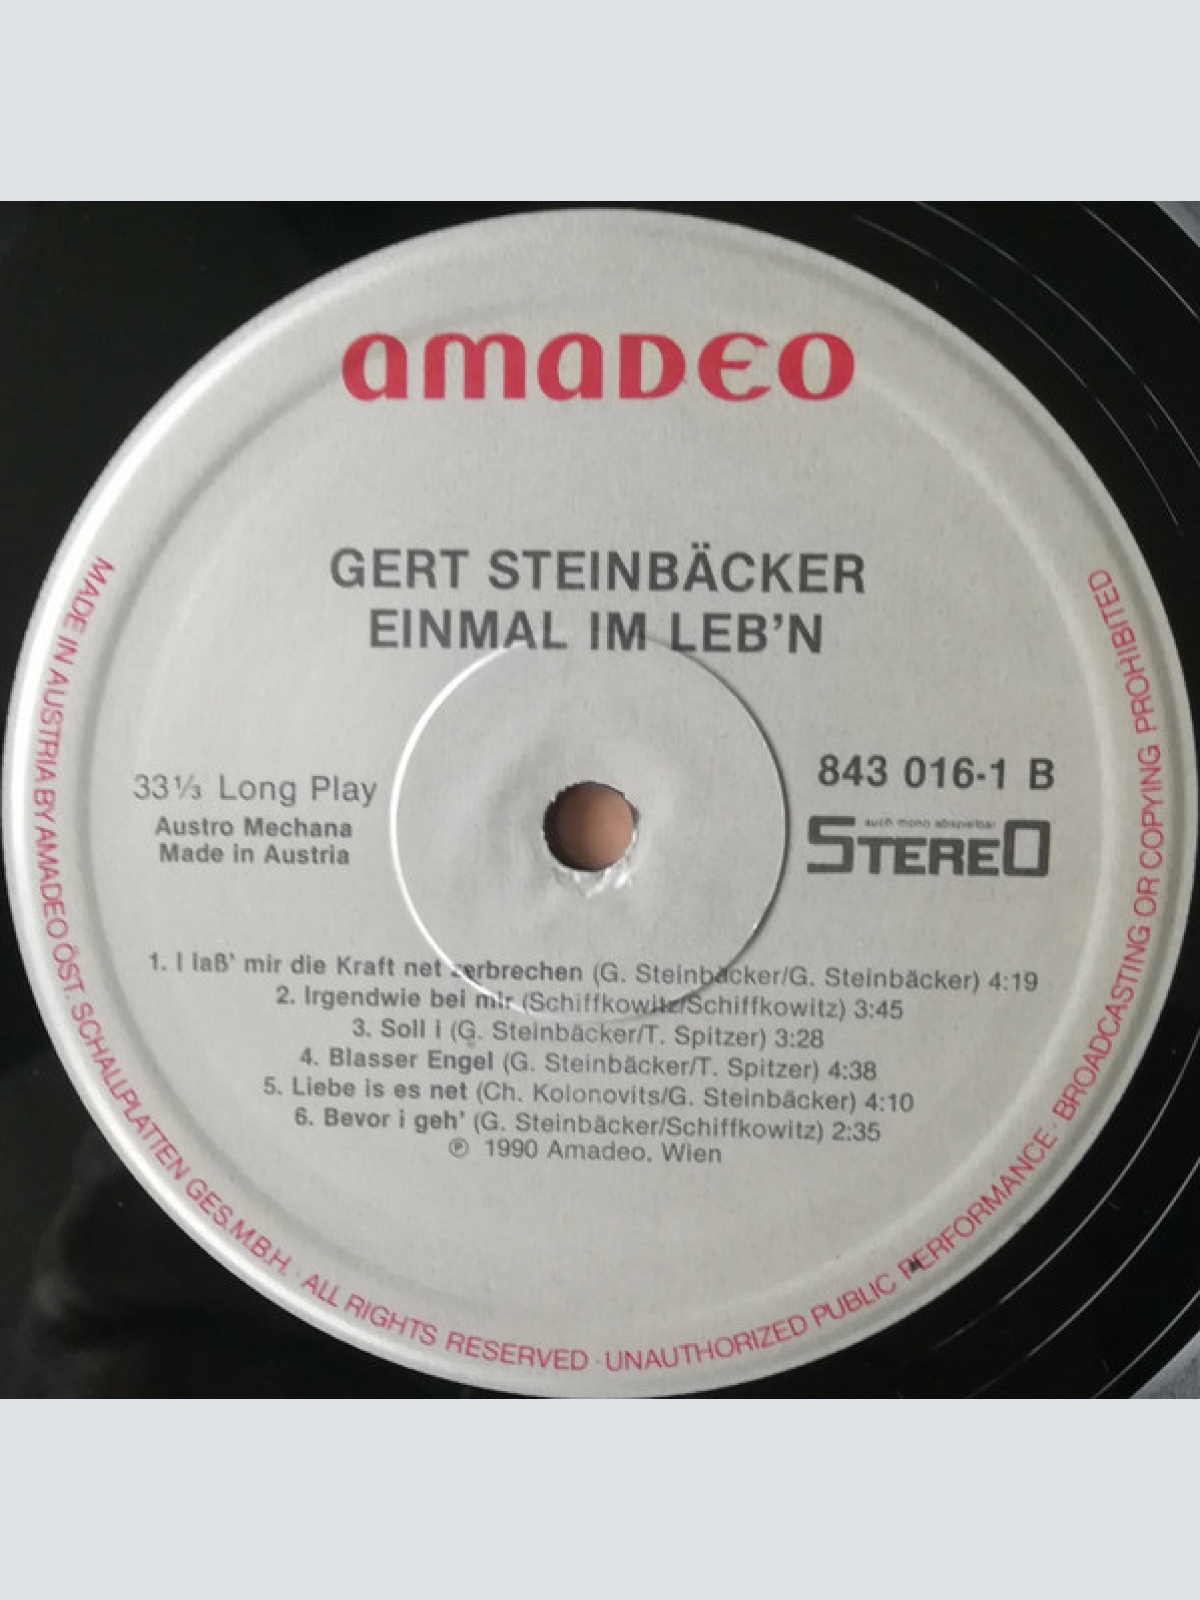 amadeo
GERT STEINBÄCKER
EINMAL IM LEB'N
33⅓ Long Play
Austro Mechana
Made in Austria
843 016-1 B
auch mono abspielbar
STEREO
1. I laß' mir die Kraft net zerbrechen (G. Steinbäcker/G. Steinbäcker) 4:19
2. Irgendwie bei mir (Schiffkowitz/Schiffkowitz) 3:45
3. Soll i (G. Steinbäcker/T. Spitzer) 3:28
4. Blasser Engel (G. Steinbäcker/T. Spitzer) 4:38
5. Liebe is es net (Ch. Kolonovits/G. Steinbäcker) 4:10
6. Bevor i geh' (G. Steinbäcker/Schiffkowitz) 2:35
℗ 1990 Amadeo, Wien
MADE IN AUSTRIA BY AMADEO ÖST. SCHALLPLATTEN GES.M.B.H. · ALL RIGHTS RESERVED · UNAUTHORIZED PUBLIC PERFORMANCE · BROADCASTING OR COPYING PROHIBITED